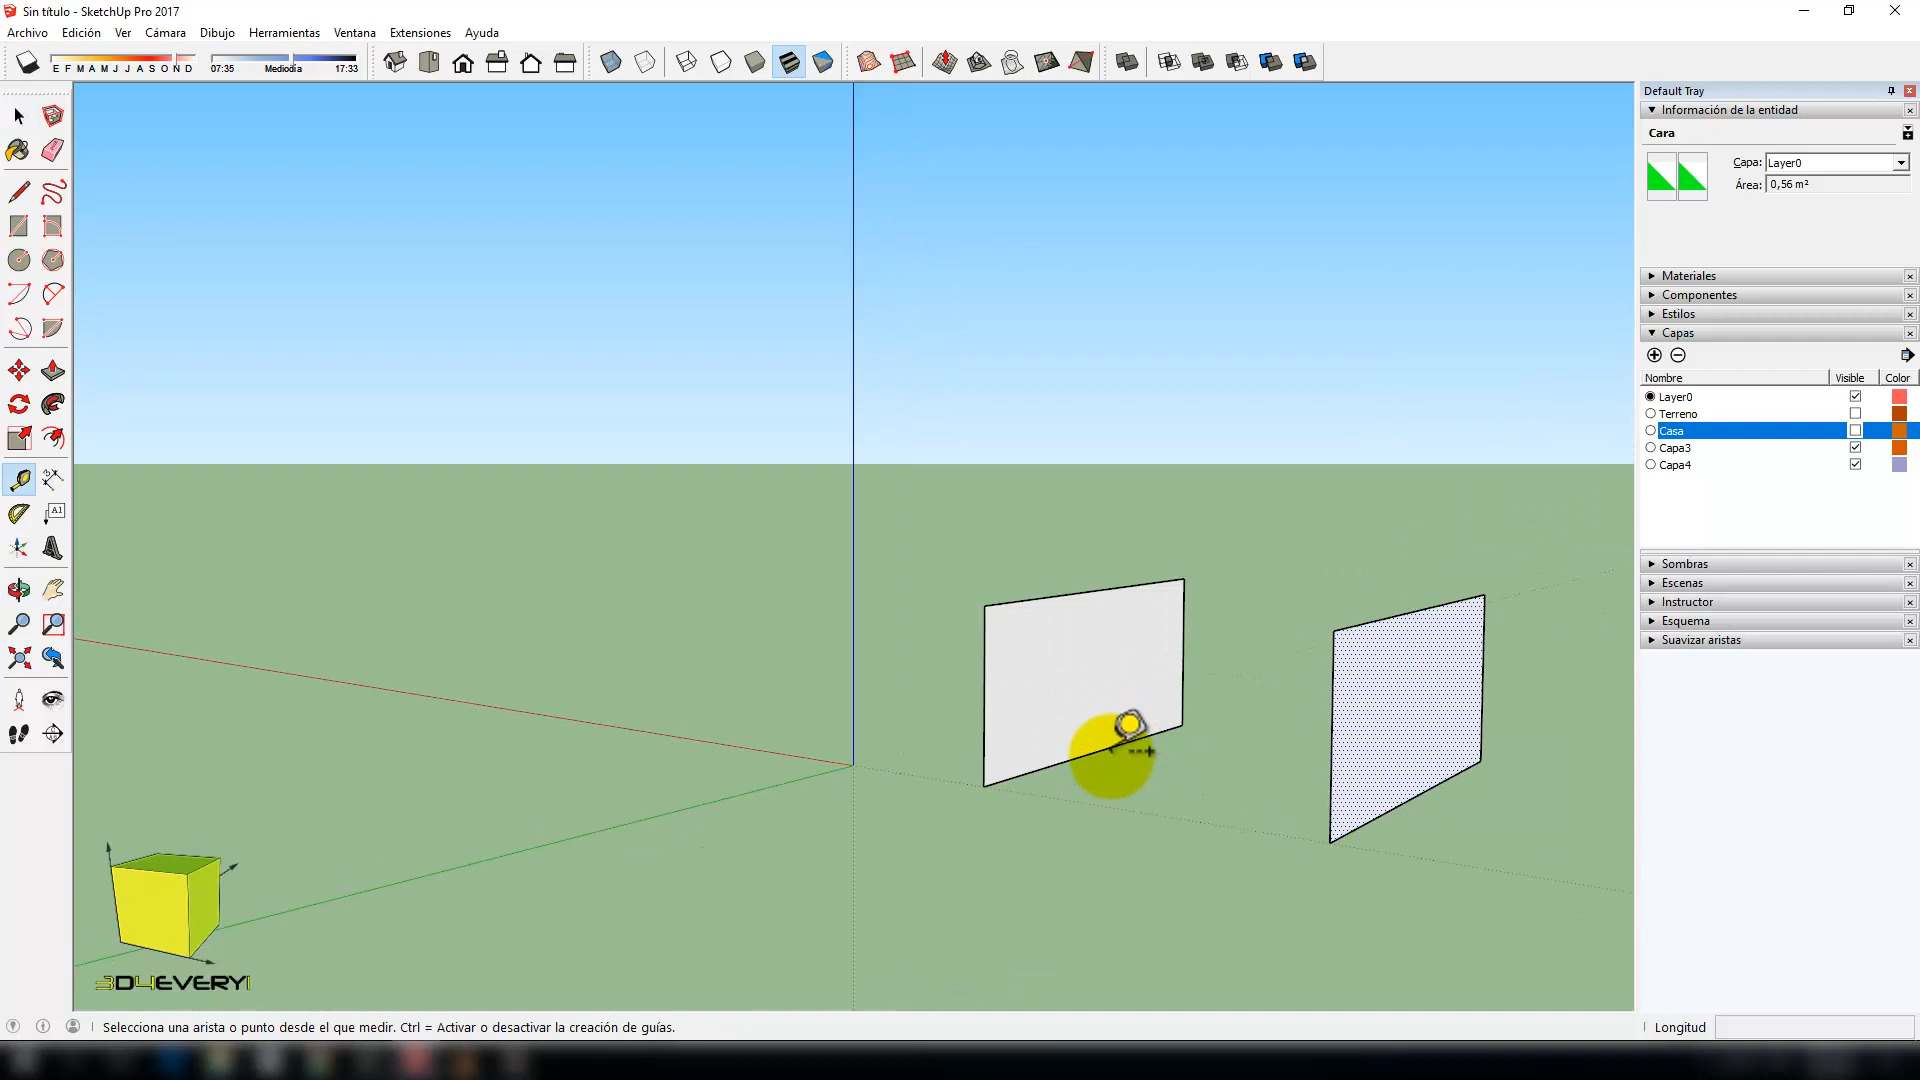 Sin título - SketchUp Pro 2017
Archivo Edición Ver Cámara Dibujo Herramientas Ventana Extensiones Ayuda
E F M A M J J A S O N D 07:35 Mediodía 17:33
Default Tray
Información de la entidad
Cara
Capa: Layer0
Área: 0,56 m²
Materiales
Componentes
Estilos
Capas
Nombre Visible Color
Layer0
Terreno
Casa
Capa3
Capa4
Sombras
Escenas
Instructor
Esquema
Suavizar aristas
A1
3D4EVERY1
Selecciona una arista o punto desde el que medir. Ctrl = Activar o desactivar la creación de guías.
Longitud